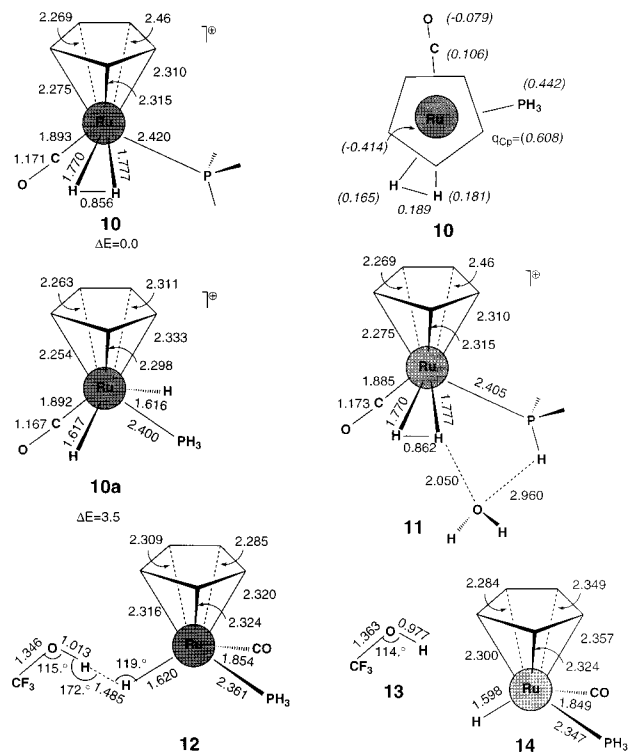 2.269
2.46
⊕
2.310
2.275
2.315
Ru
1.893
2.420
1.171
C
O
1.770
1.777
P
H
H
0.856
10
ΔE=0.0
O
(-0.079)
C
(0.106)
(0.442)
PH3
Ru
qCp=(0.608)
(-0.414)
H
H
(0.165)
(0.181)
0.189
10
2.263
2.311
⊕
2.333
2.254
2.298
Ru
H
1.892
1.616
1.167
C
O
1.617
2.400
H
PH3
10a
ΔE=3.5
2.269
2.46
⊕
2.310
2.275
2.315
Ru
1.885
2.405
1.173
C
O
1.770
1.777
P
H
H
H
0.862
2.050
2.960
O
H
H
11
2.309
2.285
2.320
2.316
2.324
Ru
1.346
O
1.013
H
CO
115.°
119.°
1.854
CF3
172.°
1.485
H
1.620
2.361
PH3
12
1.363
O
0.977
114.°
H
CF3
13
2.284
2.349
2.357
2.300
2.324
Ru
1.598
CO
H
1.849
2.347
PH3
14